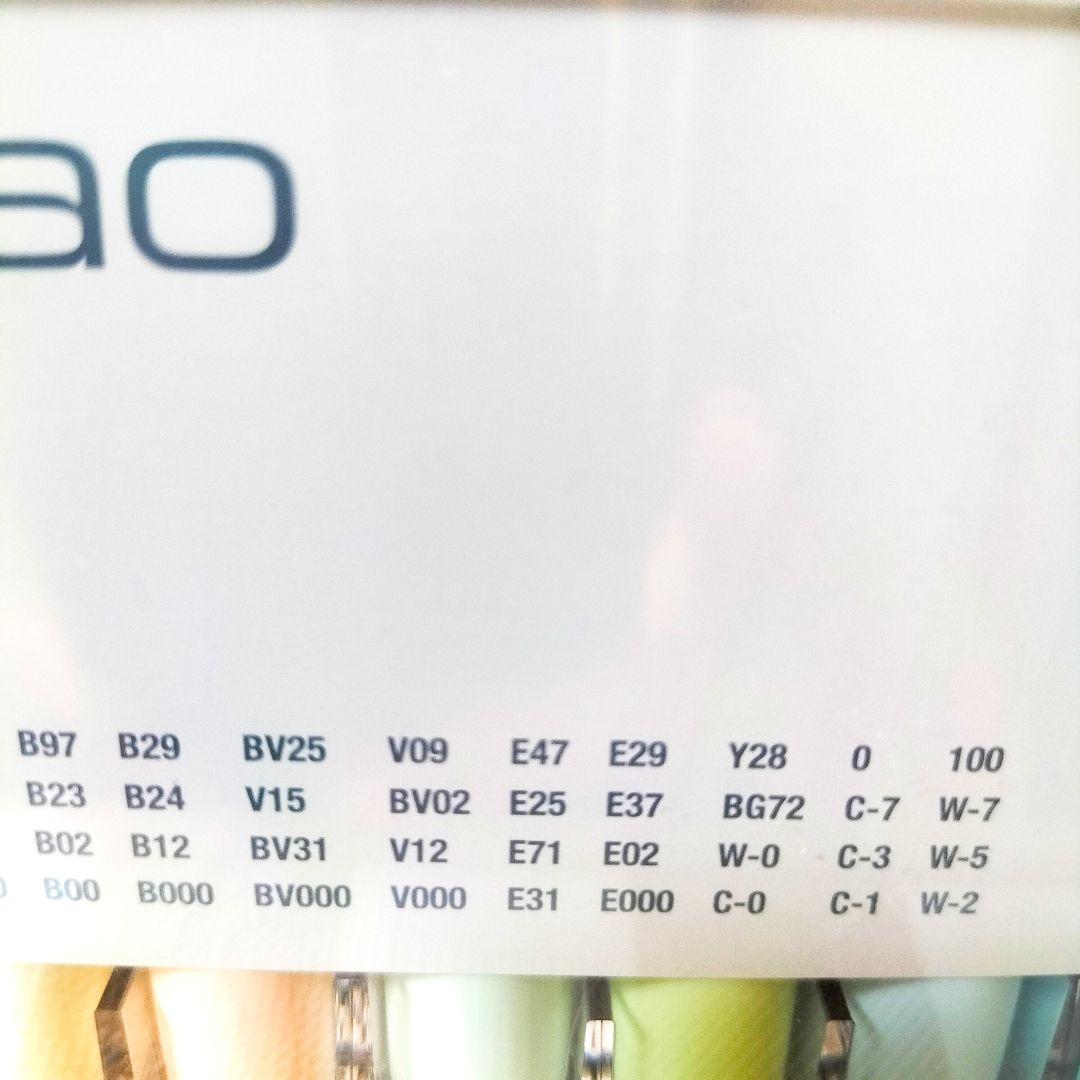 ao
B97 B29 BV25 V09 E47 E29 Y28 0 100
B23 B24 V15 BV02 E25 E37 BG72 C-7 W-7
B02 B12 BV31 V12 E71 E02 W-0 C-3 W-5
0 B00 B000 BV000 V000 E31 E000 C-0 C-1 W-2